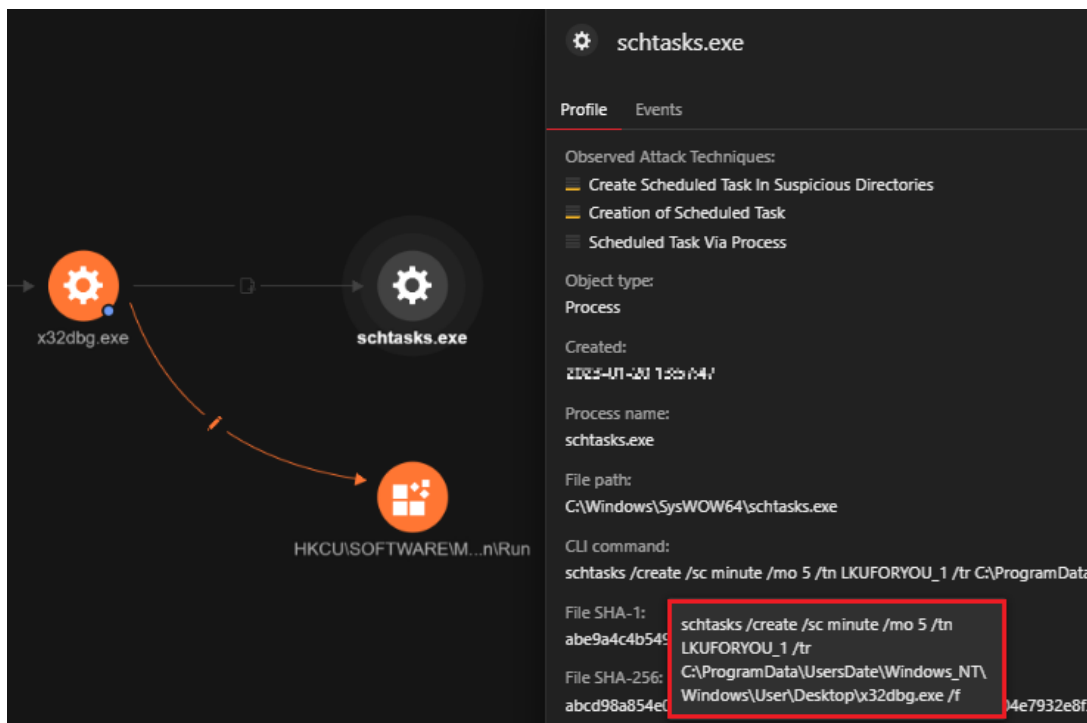 schtasks.exe
Profile Events
Observed Attack Techniques:
Create Scheduled Task In Suspicious Directories
Creation of Scheduled Task
Scheduled Task Via Process
Object type:
Process
Created:
Process name:
schtasks.exe
File path:
C:\Windows\SysWOW64\schtasks.exe
CLI command:
schtasks /create /sc minute /mo 5 /tn LKUFORYOU_1 /tr C:\ProgramData
File SHA-1:
abe9a4c4b549
File SHA-256:
abcd98a854e 04e7932e8f
schtasks /create /sc minute /mo 5 /tn
LKUFORYOU_1 /tr
C:\ProgramData\UsersDate\Windows_NT\
Windows\User\Desktop\x32dbg.exe /f
x32dbg.exe
schtasks.exe
HKCU\SOFTWARE\M...n\Run